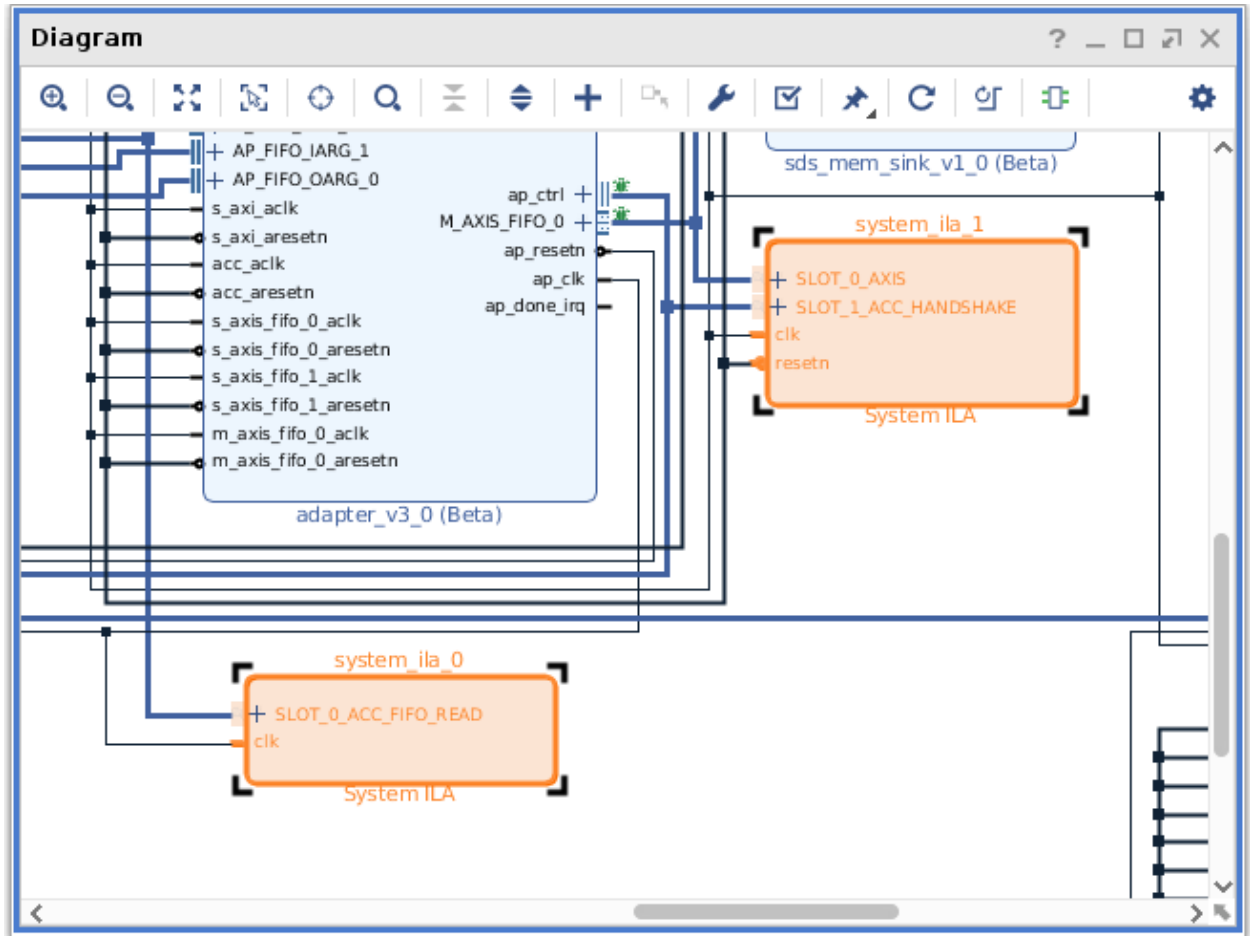 Diagram
AP_FIFO_IARG_1
AP_FIFO_OARG_0
s_axi_aclk
s_axi_aresetn
acc_aclk
acc_aresetn
s_axis_fifo_0_aclk
s_axis_fifo_0_aresetn
s_axis_fifo_1_aclk
s_axis_fifo_1_aresetn
m_axis_fifo_0_aclk
m_axis_fifo_0_aresetn
ap_ctrl
M_AXIS_FIFO_0
ap_resetn
ap_clk
ap_done_irq
adapter_v3_0 (Beta)
sds_mem_sink_v1_0 (Beta)
system_ila_1
SLOT_0_AXIS
SLOT_1_ACC_HANDSHAKE
clk
resetn
System ILA
system_ila_0
SLOT_0_ACC_FIFO_READ
clk
System ILA